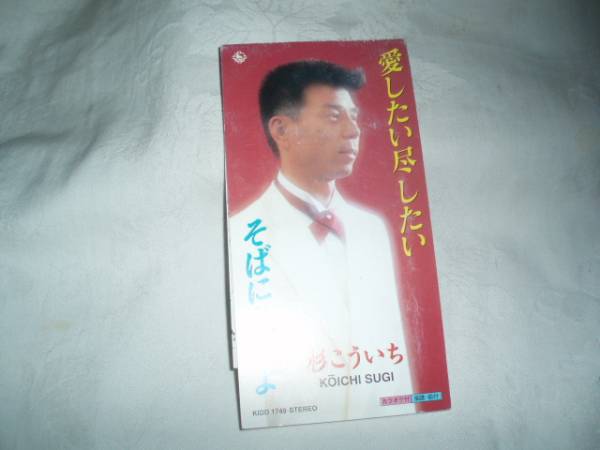 愛したい尽したい
そばに
よ
杉こういち
KŌICHI SUGI
KIDD 1749 STEREO
カラオケ付